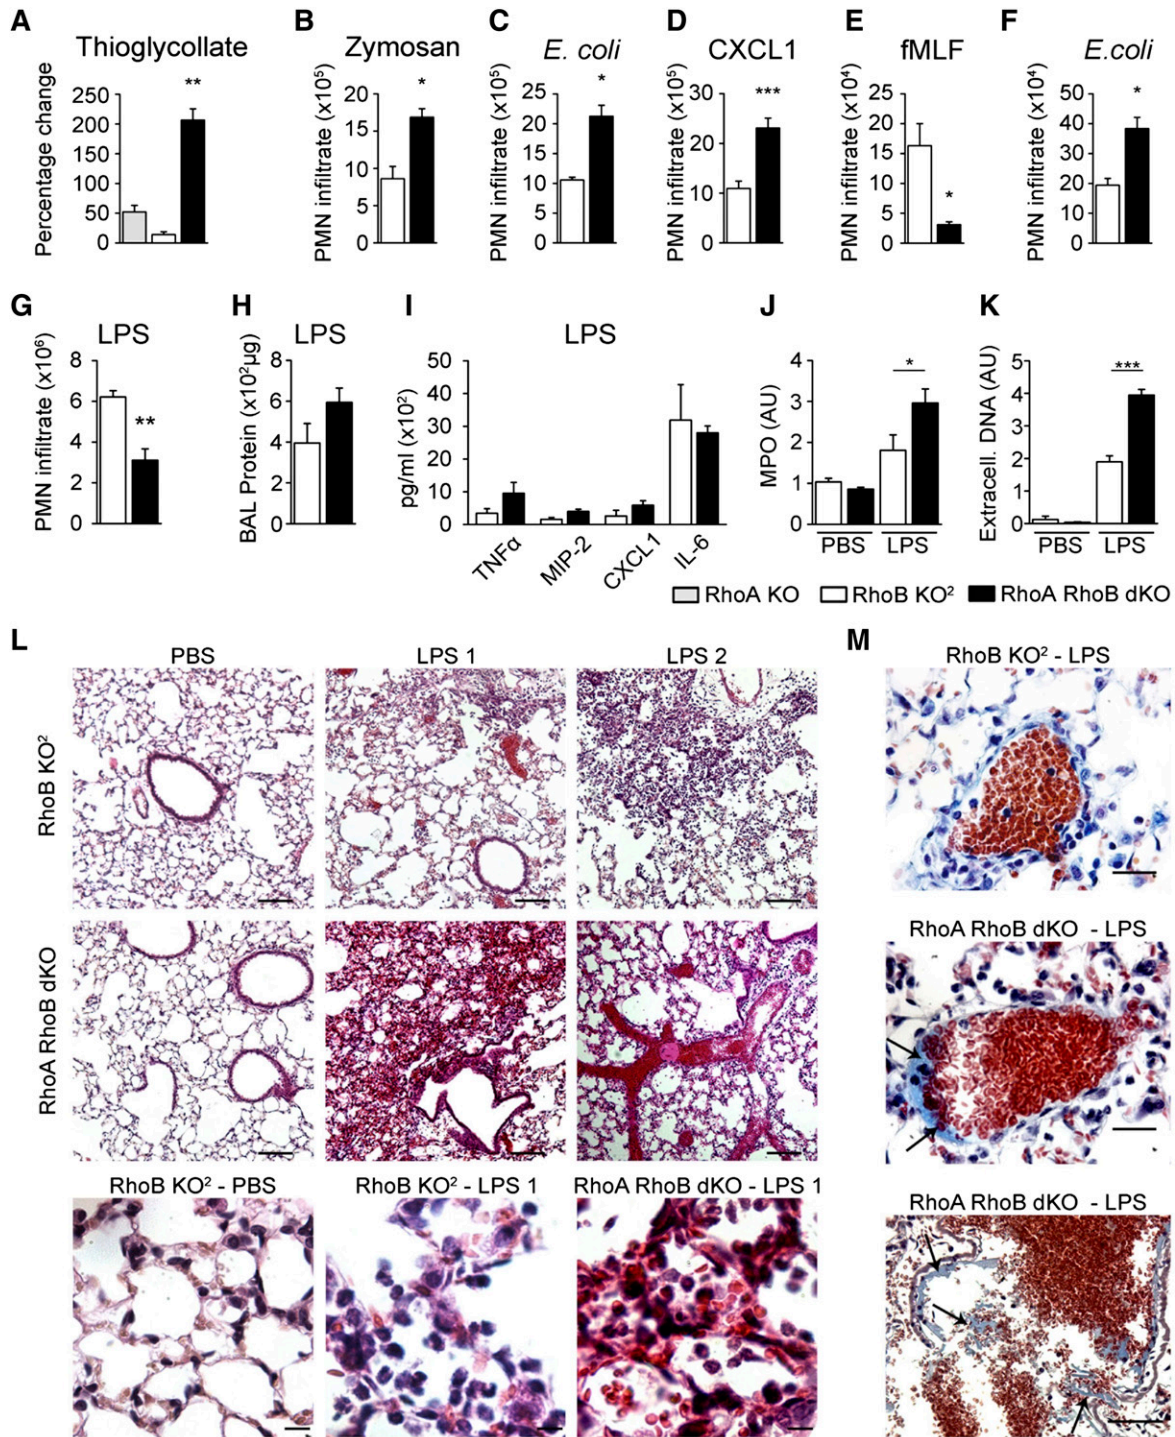 A
Thioglycollate
Percentage change
250
200
150
100
50
0
**
B
Zymosan
PMN infiltrate (x10⁵)
20
15
10
5
0
*
C
E. coli
PMN infiltrate (x10⁵)
25
20
15
10
5
0
*
D
CXCL1
PMN infiltrate (x10⁵)
30
20
10
0
***
E
fMLF
PMN infiltrate (x10⁴)
25
20
15
10
5
0
*
F
E.coli
PMN infiltrate (x10⁴)
50
40
30
20
10
0
*
G
LPS
PMN infiltrate (x10⁶)
8
6
4
2
0
**
H
LPS
BAL Protein (x10²µg)
8
6
4
2
0
I
LPS
pg/ml (x10²)
50
40
30
20
10
0
TNFα
MIP-2
CXCL1
IL-6
J
MPO (AU)
4
3
2
1
0
*
PBS
LPS
K
Extracell. DNA (AU)
5
4
3
2
1
0
***
PBS
LPS
RhoA KO
RhoB KO²
RhoA RhoB dKO
L
PBS
LPS 1
LPS 2
RhoB KO²
RhoA RhoB dKO
RhoB KO² - PBS
RhoB KO² - LPS 1
RhoA RhoB dKO - LPS 1
M
RhoB KO² - LPS
RhoA RhoB dKO - LPS
RhoA RhoB dKO - LPS